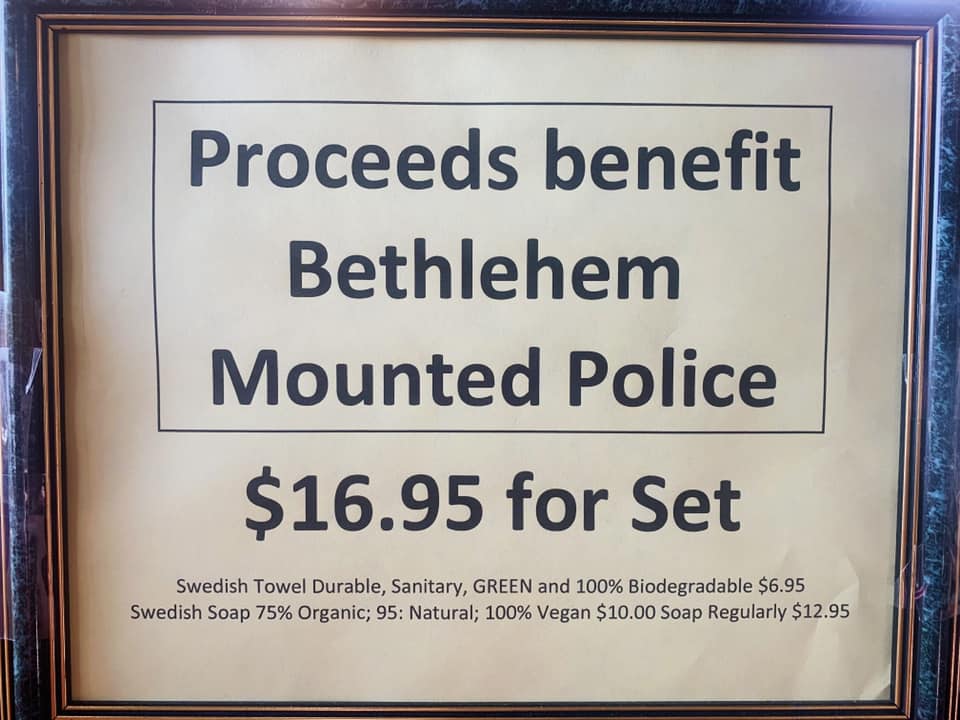 Proceeds benefit
Bethlehem
Mounted Police
$16.95 for Set
Swedish Towel Durable, Sanitary, GREEN and 100% Biodegradable $6.95
Swedish Soap 75% Organic; 95: Natural; 100% Vegan $10.00 Soap Regularly $12.95